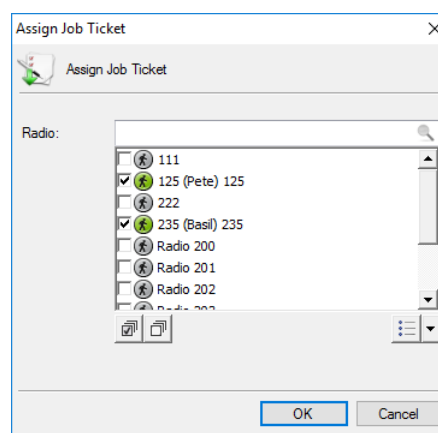 Assign Job Ticket
Assign Job Ticket
Radio:
111
125 (Pete) 125
222
235 (Basil) 235
Radio 200
Radio 201
Radio 202
OK
Cancel